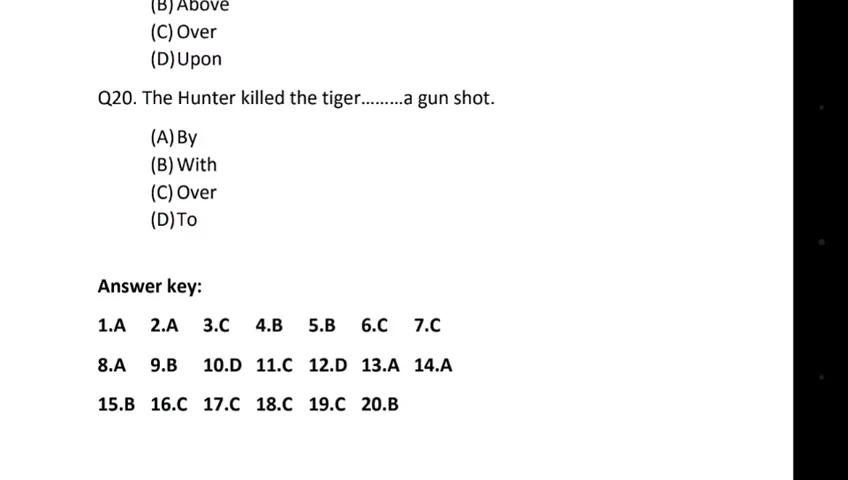 (B) Above
(C) Over
(D)Upon
Q20. The Hunter killed the tiger.........a gun shot.
(A) By
(B) With
(C) Over
(D)To
Answer key:
1.A 2.A 3.C 4.B 5.B 6.C 7.C
8.A 9.B 10.D 11.C 12.D 13.A 14.A
15.B 16.C 17.C 18.C 19.C 20.B